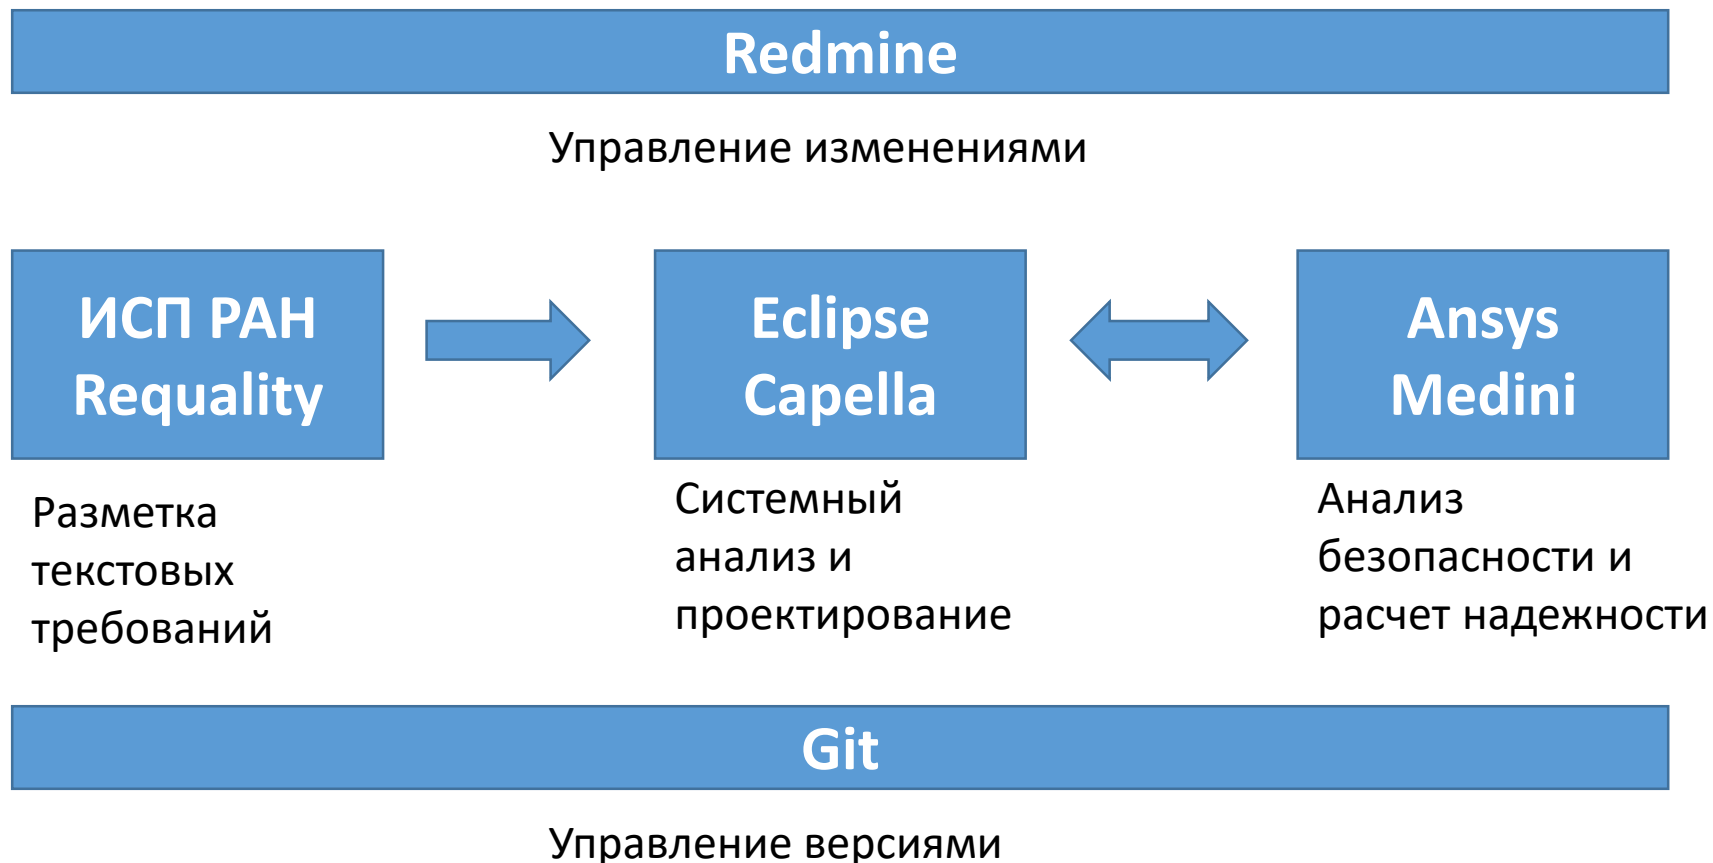 Redmine
Управление изменениями
ИСП РАН
Requality
Eclipse
Capella
Ansys
Medini
Разметка
текстовых
требований
Системный
анализ и
проектирование
Анализ
безопасности и
расчет надежности
Git
Управление версиями